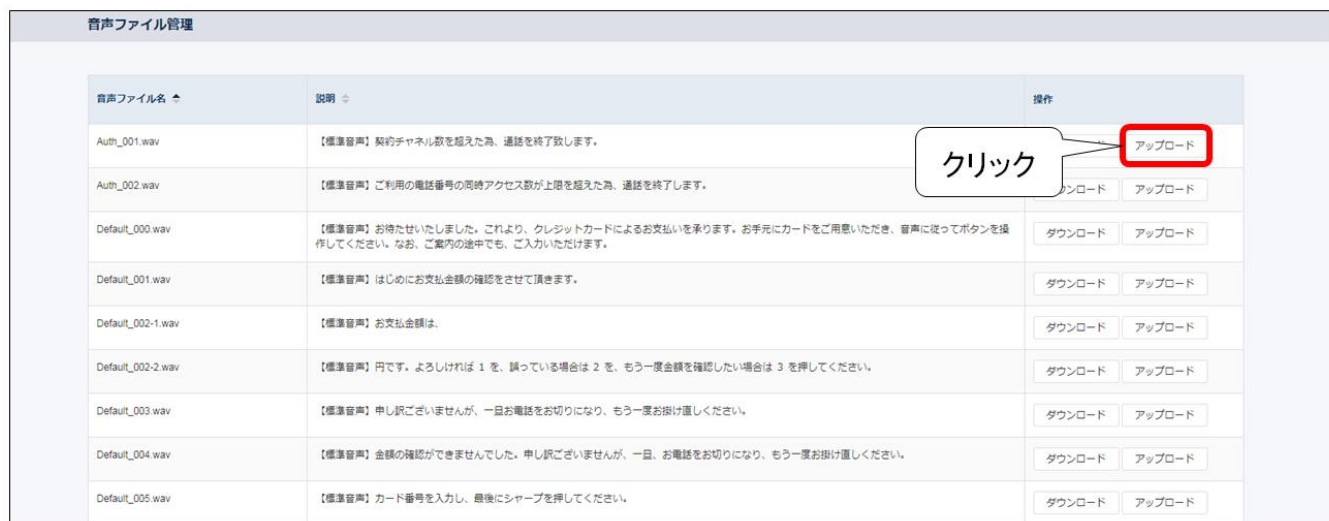 音声ファイル管理
音声ファイル名 説明 操作
Auth_001.wav 【標準音声】契約チャネル数を超えた為、通話を終了致します。 ド アップロード
クリック
Auth_002.wav 【標準音声】ご利用の電話番号の同時アクセス数が上限を超えた為、通話を終了します。 ウンロード アップロード
Default_000.wav 【標準音声】お待たせいたしました。これより、クレジットカードによるお支払いを承ります。お手元にカードをご用意いただき、音声に従ってボタンを操 ダウンロード アップロード
作してください。なお、ご案内の途中でも、ご入力いただけます。
Default_001.wav 【標準音声】はじめにお支払金額の確認をさせて頂きます。 ダウンロード アップロード
Default_002-1.wav 【標準音声】お支払金額は、 ダウンロード アップロード
Default_002-2.wav 【標準音声】円です。よろしければ 1 を、誤っている場合は 2 を、もう一度金額を確認したい場合は 3 を押してください。 ダウンロード アップロード
Default_003.wav 【標準音声】申し訳ございませんが、一旦お電話をお切りになり、もう一度お掛け直しください。 ダウンロード アップロード
Default_004.wav 【標準音声】金額の確認ができませんでした。申し訳ございませんが、一旦、お電話をお切りになり、もう一度お掛け直しください。 ダウンロード アップロード
Default_005.wav 【標準音声】カード番号を入力し、最後にシャープを押してください。 ダウンロード アップロード